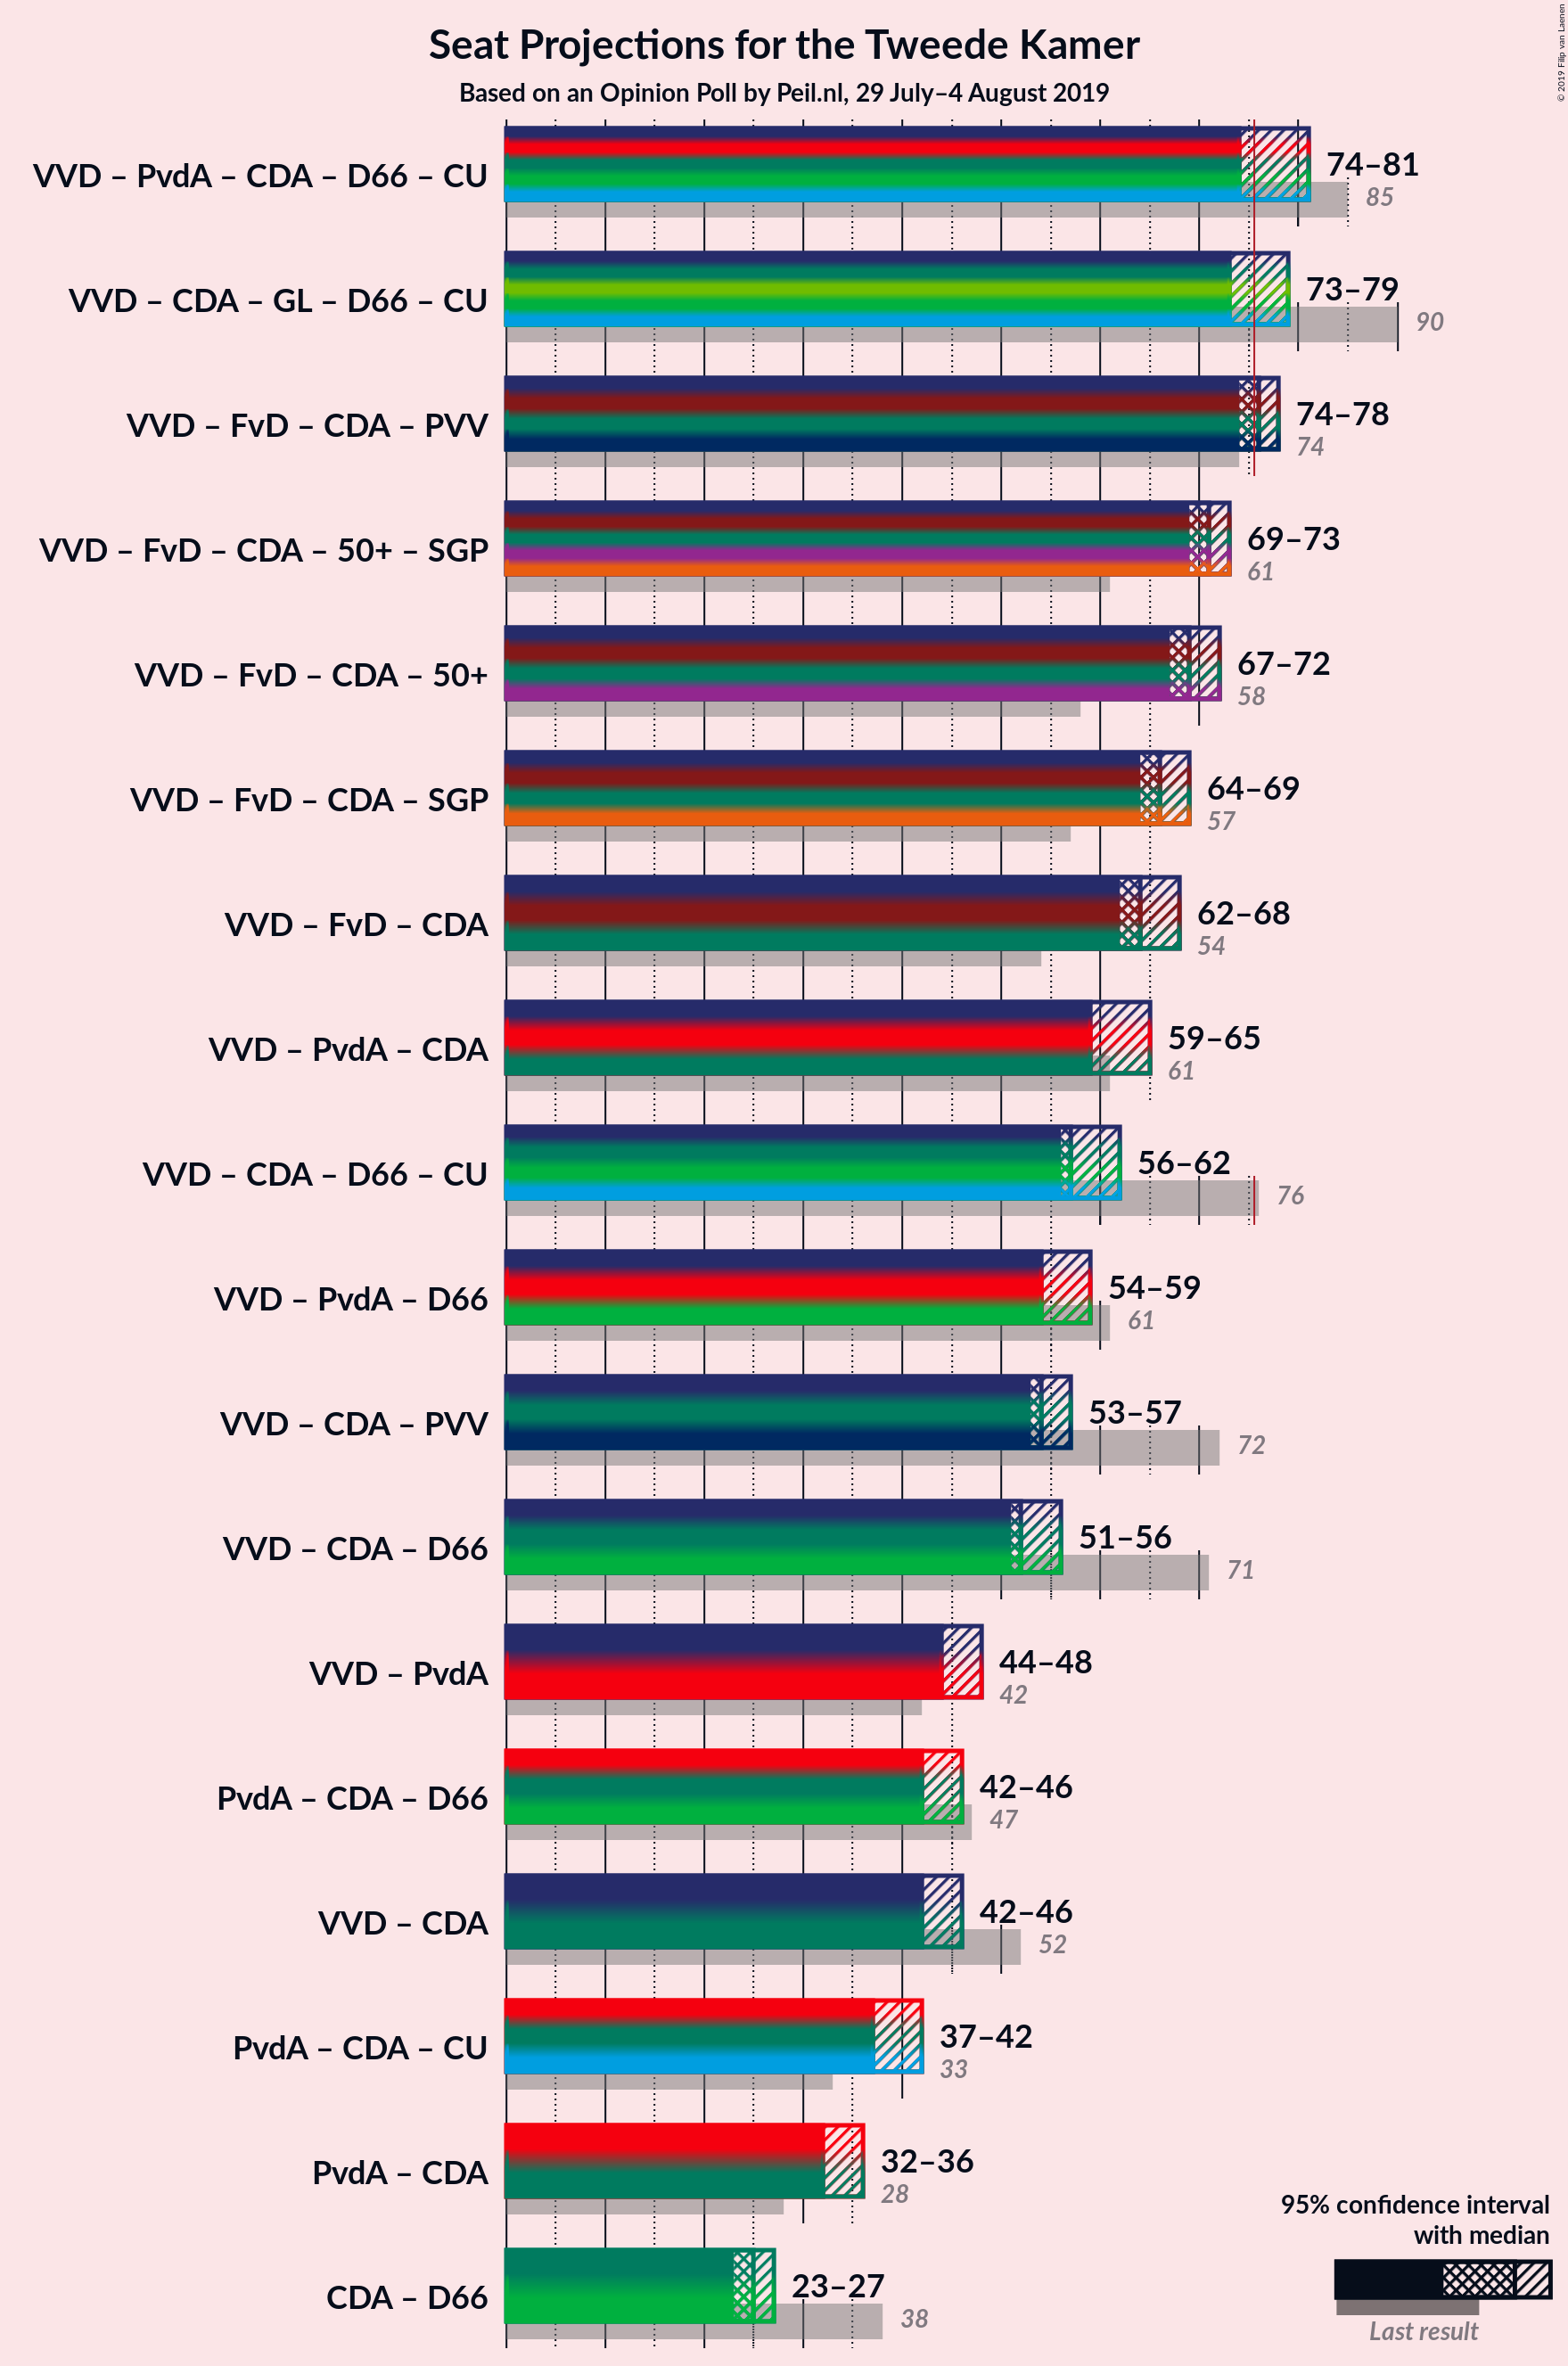 Seat Projections for the Tweede Kamer
Based on an Opinion Poll by Peil.nl, 29 July–4 August 2019
© 2019 Filip van Laenen
VVD – PvdA – CDA – D66 – CU
74–81
85
VVD – CDA – GL – D66 – CU
73–79
90
VVD – FvD – CDA – PVV
74–78
74
VVD – FvD – CDA – 50+ – SGP
69–73
61
VVD – FvD – CDA – 50+
67–72
58
VVD – FvD – CDA – SGP
64–69
57
VVD – FvD – CDA
62–68
54
VVD – PvdA – CDA
59–65
61
VVD – CDA – D66 – CU
56–62
76
VVD – PvdA – D66
54–59
61
VVD – CDA – PVV
53–57
72
VVD – CDA – D66
51–56
71
VVD – PvdA
44–48
42
PvdA – CDA – D66
42–46
47
VVD – CDA
42–46
52
PvdA – CDA – CU
37–42
33
PvdA – CDA
32–36
28
CDA – D66
23–27
38
95% confidence interval
with median
Last result